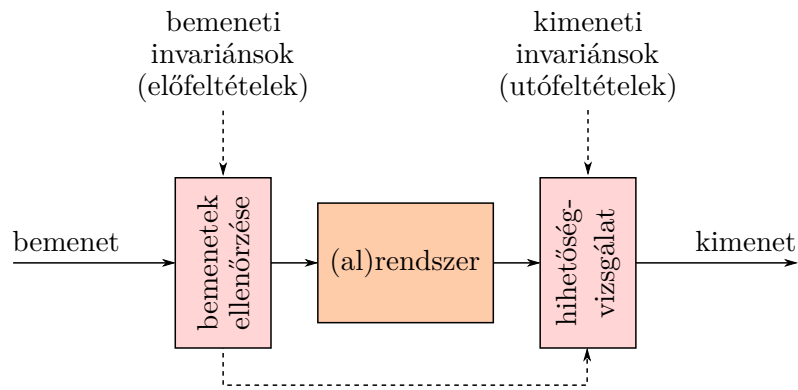 bemeneti
invariánsok
(előfeltételek)
kimeneti
invariánsok
(utófeltételek)
bemenet
bemenetek
ellenőrzése
(al)rendszer
hihetőség-
vizsgálat
kimenet